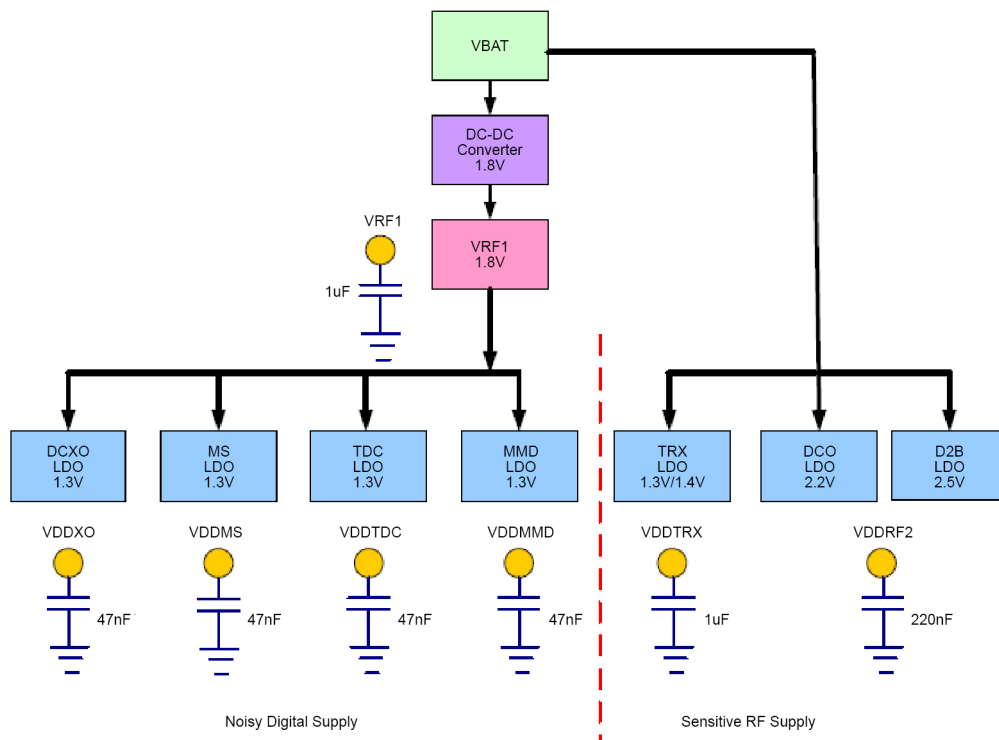 VBAT
DC-DC
Converter
1.8V
VRF1
1uF
VRF1
1.8V
DCXO
LDO
1.3V
MS
LDO
1.3V
TDC
LDO
1.3V
MMD
LDO
1.3V
TRX
LDO
1.3V/1.4V
DCO
LDO
2.2V
D2B
LDO
2.5V
VDDXO
47nF
VDDMS
47nF
VDDTDC
47nF
VDDMMD
47nF
VDDTRX
1uF
VDDRF2
220nF
Noisy Digital Supply
Sensitive RF Supply